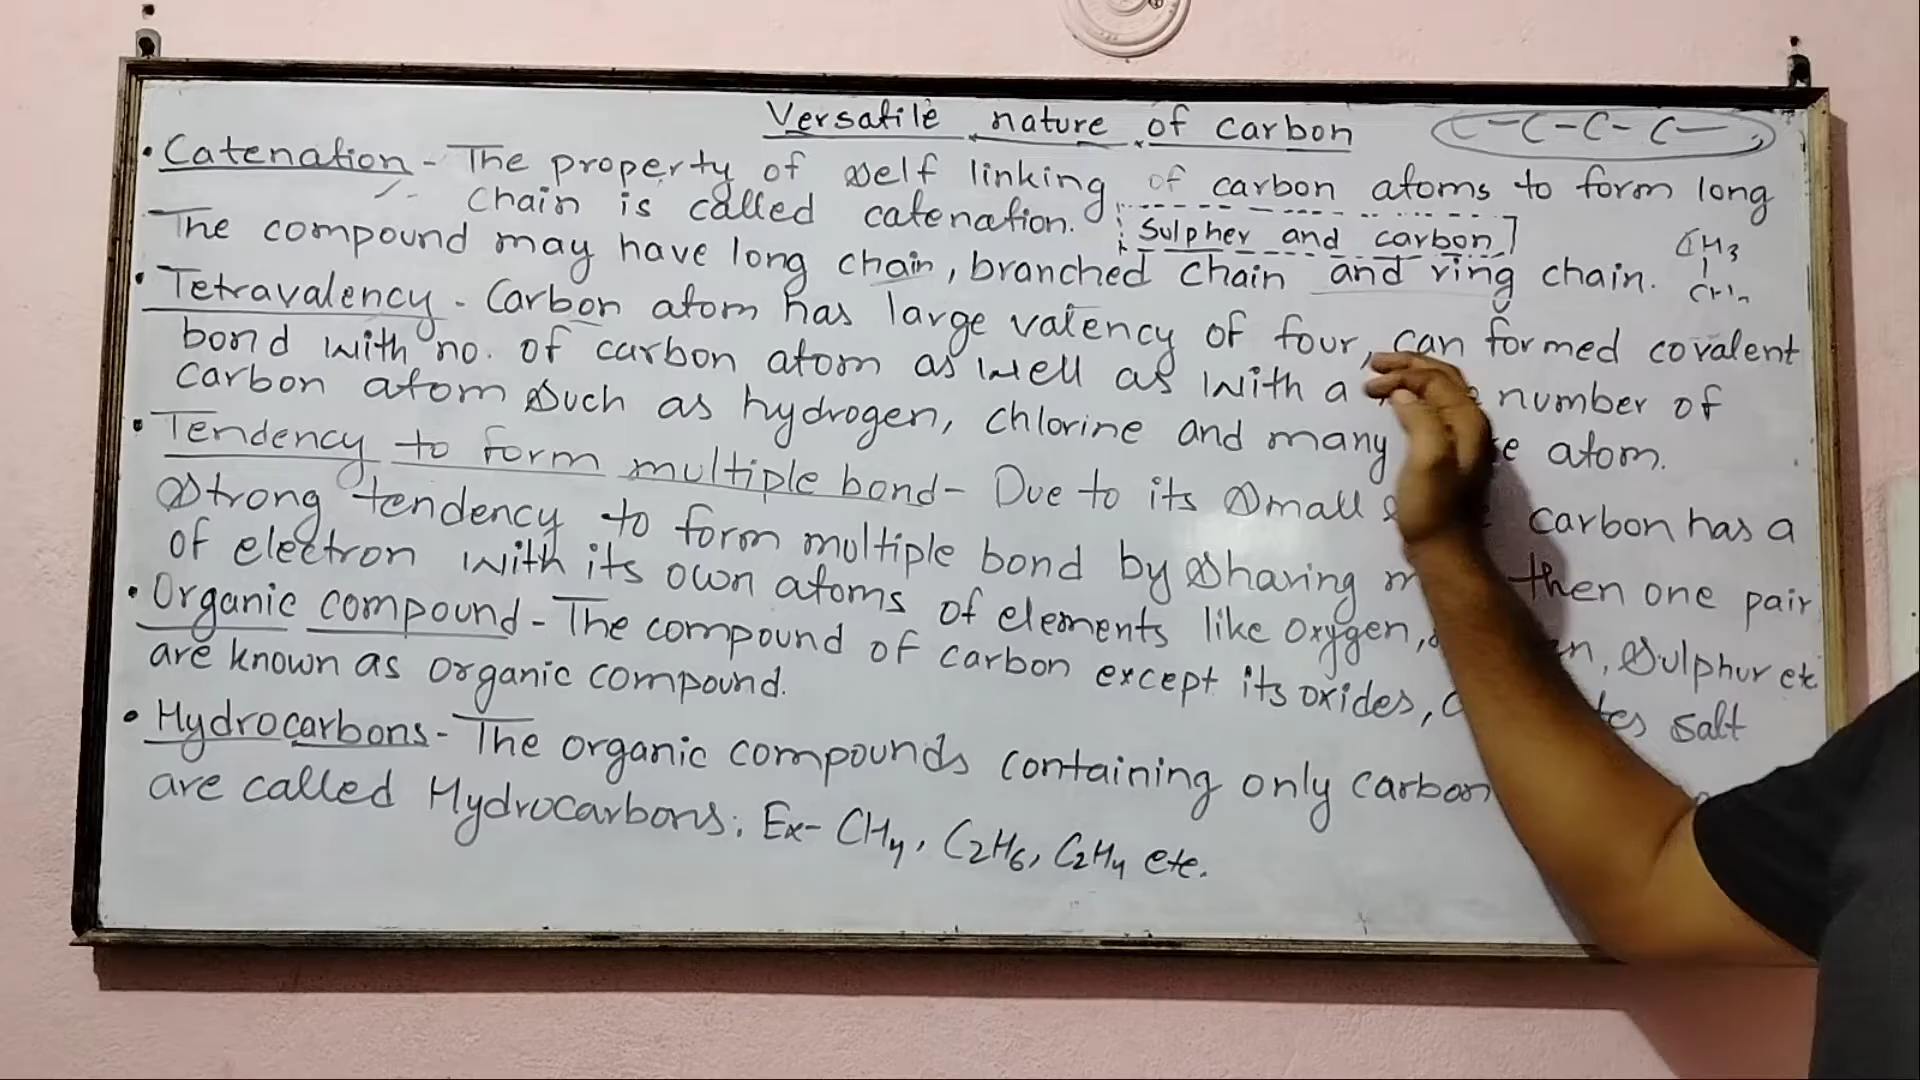 Versatile nature of carbon
C-C-C-C-
• Catenation - The property of self linking of carbon atoms to form long
chain is called catenation. [Sulpher and carbon]
The compound may have long chain, branched chain and ring chain.
CH3
• Tetravalency - Carbon atom has large valency of four, can formed covalent
bond with no. of carbon atom as well as with a number of
carbon atom such as hydrogen, chlorine and many atom.
• Tendency to form multiple bond - Due to its small carbon has a
strong tendency to form multiple bond by sharing then one pair
of electron with its own atoms of elements like oxygen, Sulphur etc
• Organic compound - The compound of carbon except its oxides, salt
are known as organic compound.
• Hydrocarbons - The organic compounds containing only carbon
are called Hydrocarbons. Ex- CH4, C2H6, C2H4 etc.